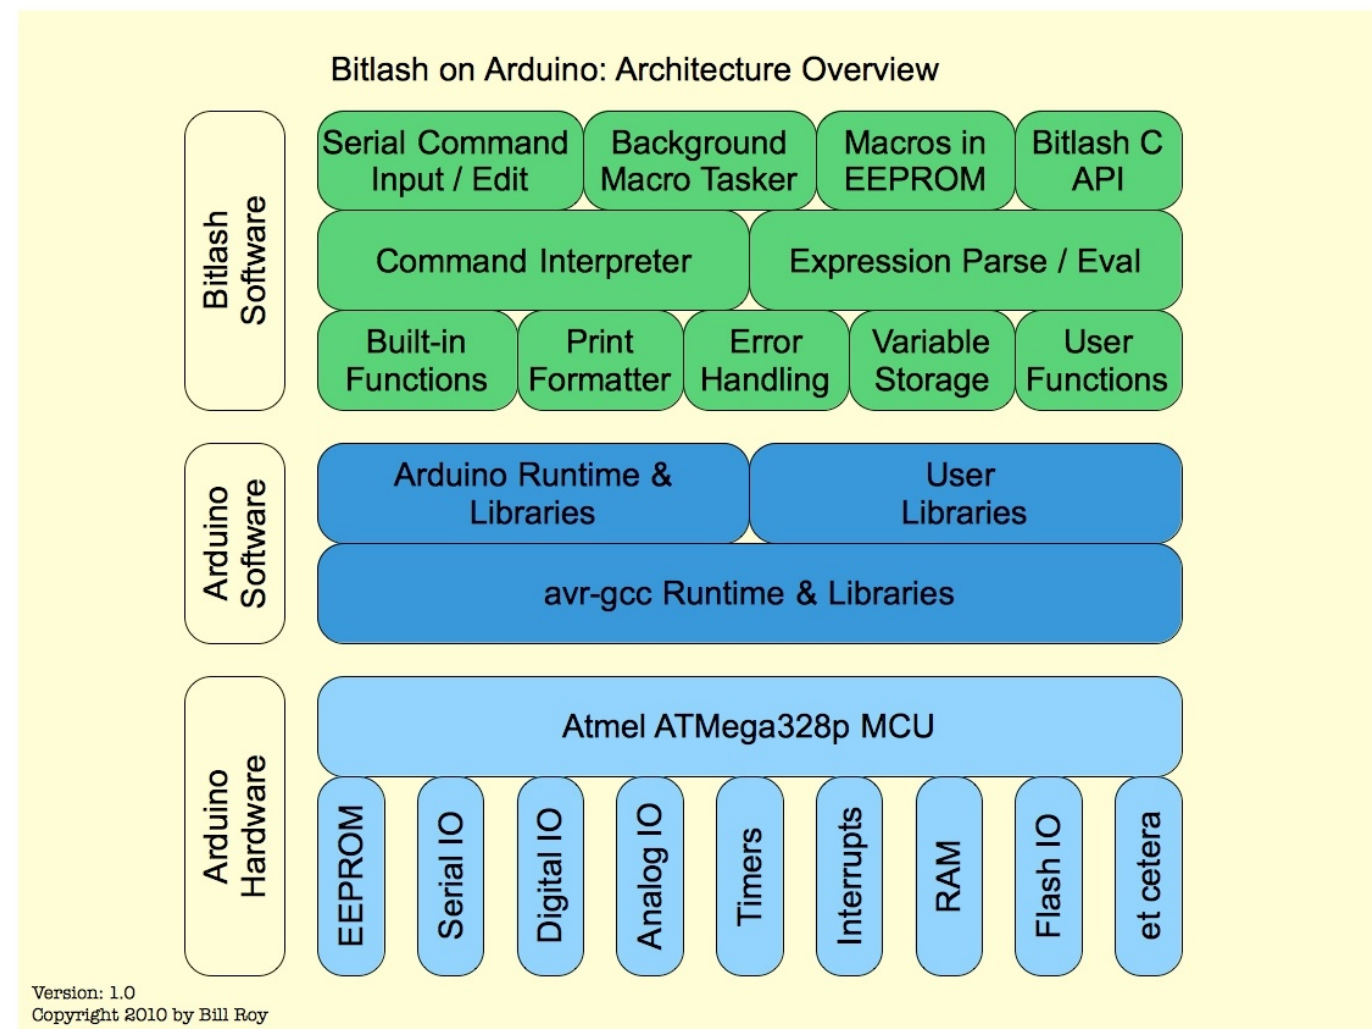 Bitlash on Arduino: Architecture Overview
Bitlash
Software
Serial Command
Input / Edit
Background
Macro Tasker
Macros in
EEPROM
Bitlash C
API
Command Interpreter
Expression Parse / Eval
Built-in
Functions
Print
Formatter
Error
Handling
Variable
Storage
User
Functions
Arduino
Software
Arduino Runtime &
Libraries
User
Libraries
avr-gcc Runtime & Libraries
Arduino
Hardware
Atmel ATMega328p MCU
EEPROM
Serial IO
Digital IO
Analog IO
Timers
Interrupts
RAM
Flash IO
et cetera
Version: 1.0
Copyright 2010 by Bill Roy